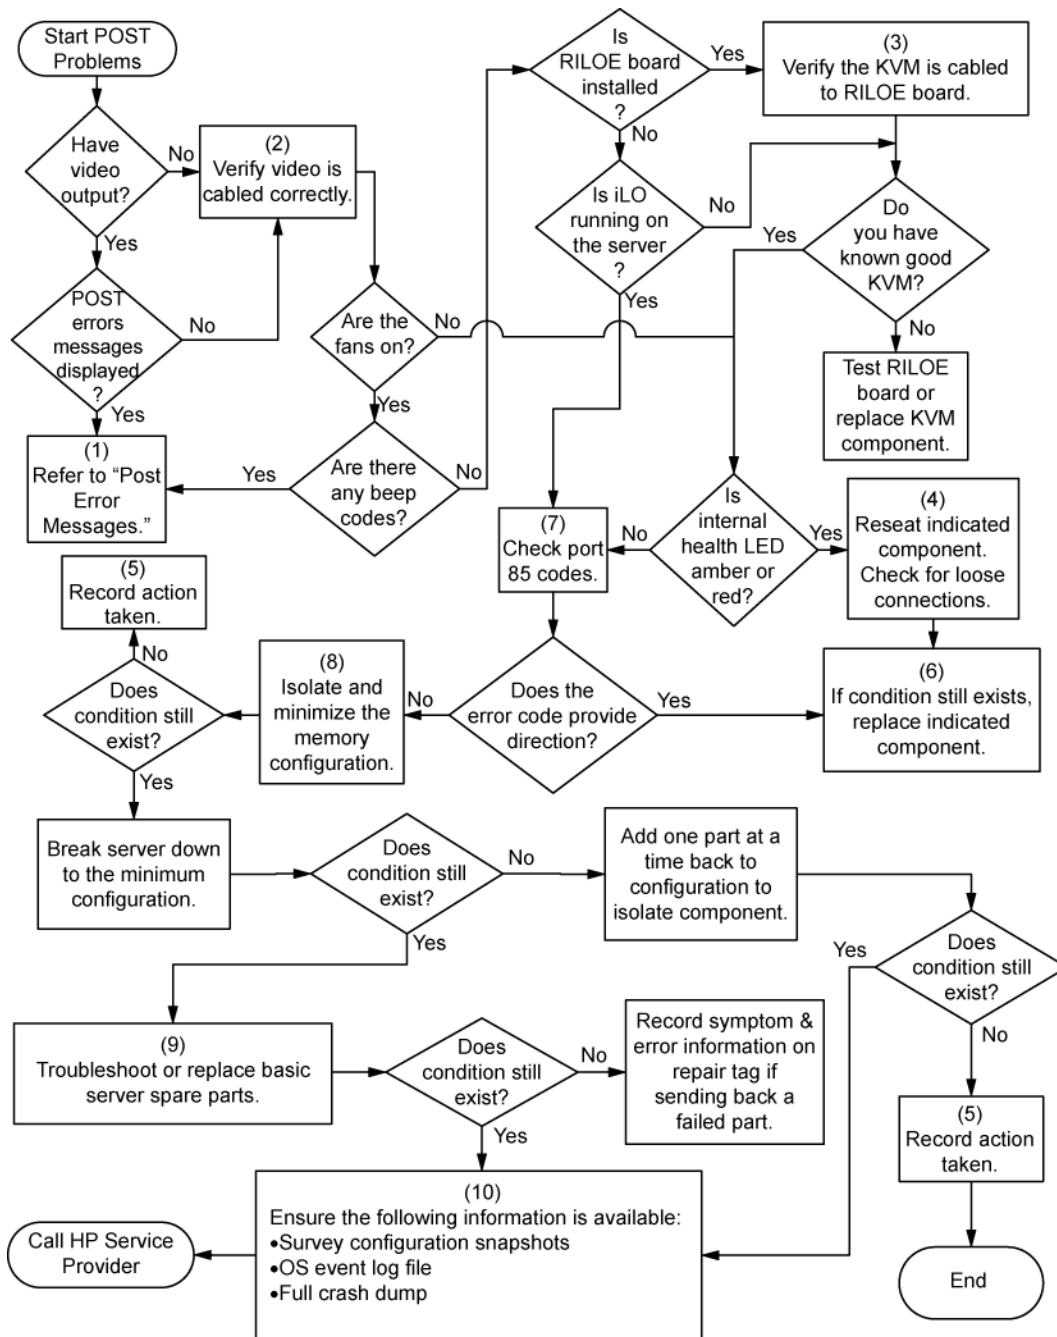 Start POST
Problems
Have
video
output?
No
Yes
(2)
Verify video is
cabled correctly.
POST
errors
messages
displayed
?
No
Yes
(1)
Refer to “Post
Error
Messages.”
Are the
fans on?
No
Yes
Are there
any beep
codes?
Yes
No
Is
RILOE board
installed
?
Yes
No
(3)
Verify the KVM is cabled
to RILOE board.
Is iLO
running on
the server
?
No
Yes
Do
you have
known good
KVM?
Yes
No
Test RILOE
board or
replace KVM
component.
Is
internal
health LED
amber or
red?
No
Yes
(4)
Reseat indicated
component.
Check for loose
connections.
(7)
Check port
85 codes.
(5)
Record action
taken.
No
Does
condition still
exist?
Yes
(8)
Isolate and
minimize the
memory
configuration.
No
Does the
error code provide
direction?
Yes
(6)
If condition still exists,
replace indicated
component.
Break server down
to the minimum
configuration.
Does
condition still
exist?
No
Yes
Add one part at a
time back to
configuration to
isolate component.
Does
condition still
exist?
Yes
No
(9)
Troubleshoot or replace basic
server spare parts.
Does
condition still
exist?
No
Yes
Record symptom &
error information on
repair tag if
sending back a
failed part.
(5)
Record action
taken.
(10)
Ensure the following information is available:
•Survey configuration snapshots
•OS event log file
•Full crash dump
Call HP Service
Provider
End